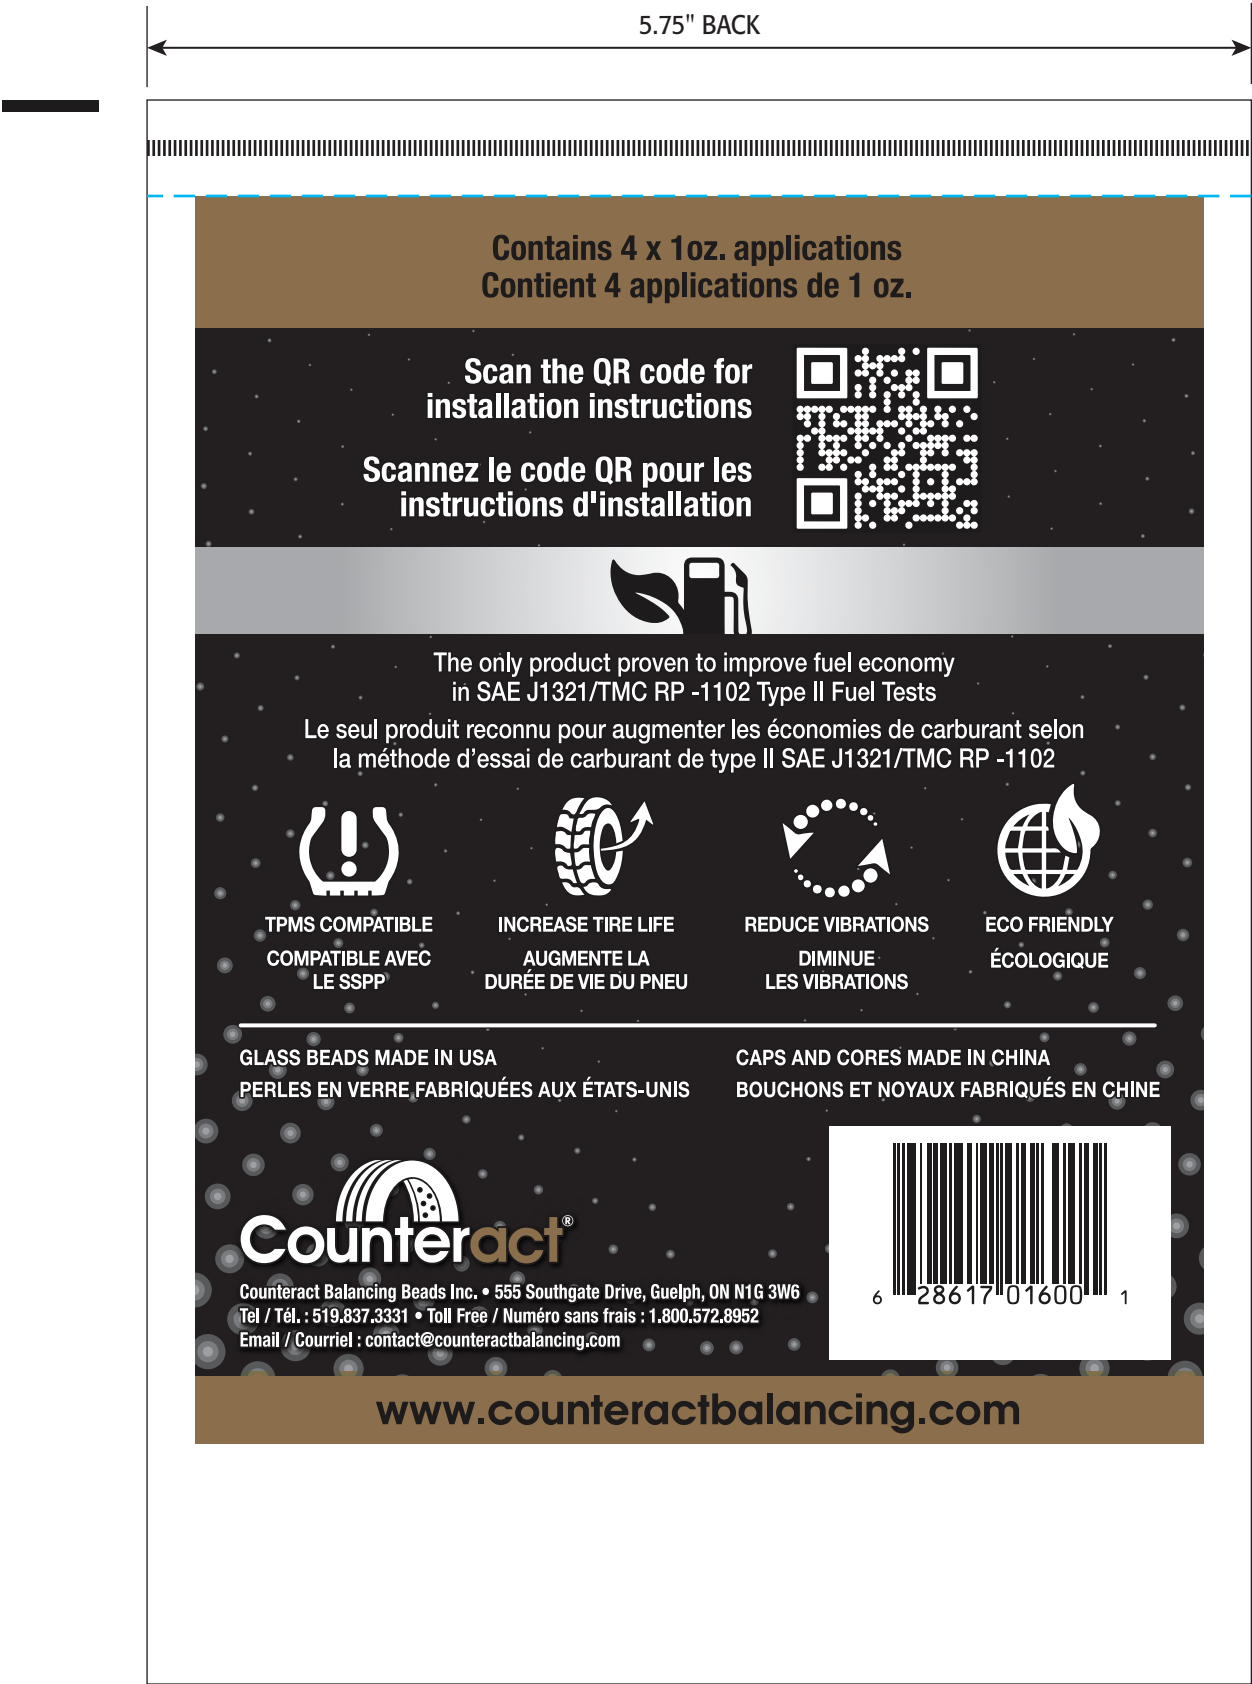 5.75" BACK
Contains 4 x 1oz. applications
Contient 4 applications de 1 oz.
Scan the QR code for
installation instructions
Scannez le code QR pour les
instructions d'installation
The only product proven to improve fuel economy
in SAE J1321/TMC RP -1102 Type II Fuel Tests
Le seul produit reconnu pour augmenter les économies de carburant selon
la méthode d'essai de carburant de type II SAE J1321/TMC RP -1102
TPMS COMPATIBLE
COMPATIBLE AVEC
LE SSPP
INCREASE TIRE LIFE
AUGMENTE LA
DURÉE DE VIE DU PNEU
REDUCE VIBRATIONS
DIMINUE
LES VIBRATIONS
ECO FRIENDLY
ÉCOLOGIQUE
GLASS BEADS MADE IN USA
PERLES EN VERRE FABRIQUÉES AUX ÉTATS-UNIS
CAPS AND CORES MADE IN CHINA
BOUCHONS ET NOYAUX FABRIQUÉS EN CHINE
Counteract®
Counteract Balancing Beads Inc. • 555 Southgate Drive, Guelph, ON N1G 3W6
Tel / Tél. : 519.837.3331 • Toll Free / Numéro sans frais : 1.800.572.8952
Email / Courriel : contact@counteractbalancing.com
6 28617 01600 1
www.counteractbalancing.com